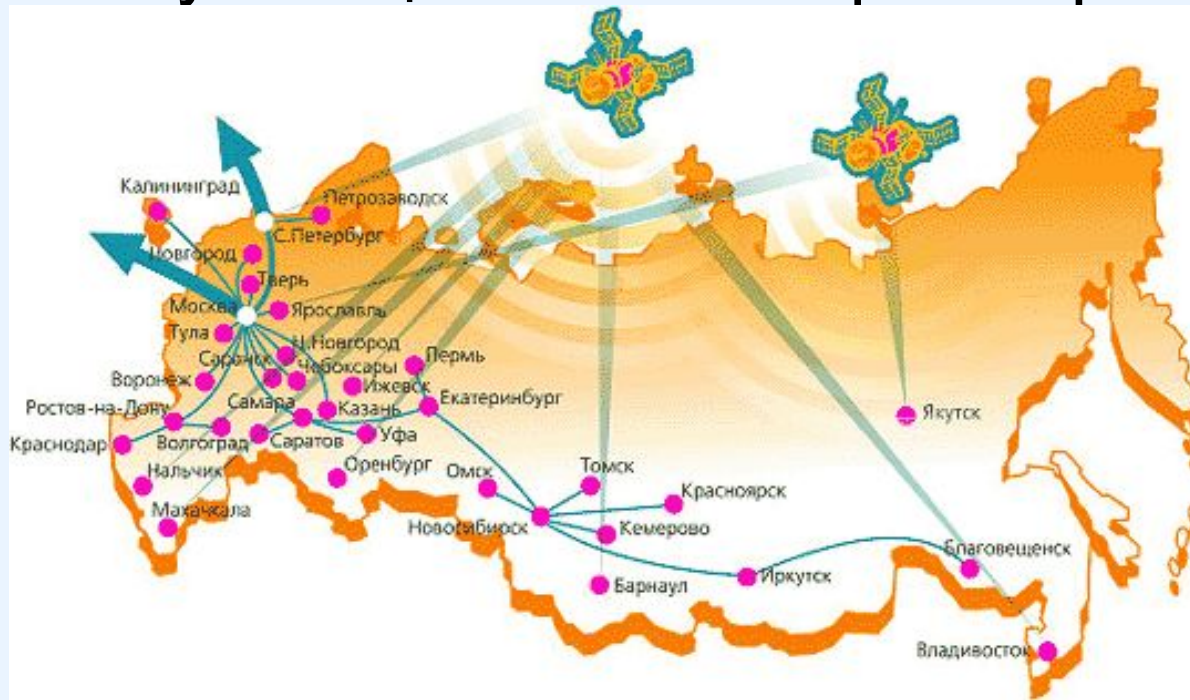 Калининград
Петрозаводск
С.Петербург
Новгород
Тверь
Москва
Ярославль
Тула
Н.Новгород
Саранск
Чебоксары
Пермь
Воронеж
Ижевск
Ростов-на-Дону
Самара
Казань
Екатеринбург
Якутск
Краснодар
Волгоград
Саратов
Уфа
Нальчик
Оренбург
Омск
Томск
Красноярск
Махачкала
Новосибирск
Кемерово
Благовещенск
Барнаул
Иркутск
Владивосток